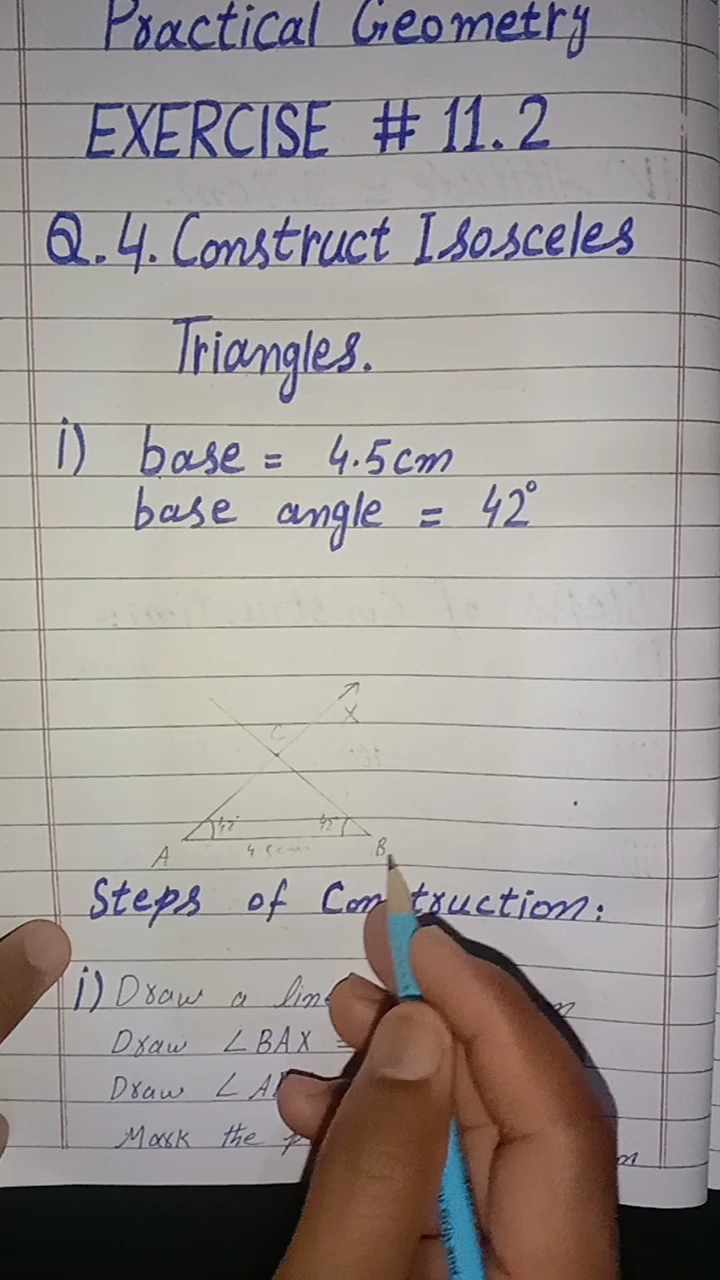 Practical Geometry
EXERCISE # 11.2
Q.4. Construct Isosceles
Triangles.
i) base = 4.5cm
base angle = 42°
X
C
42° 42°
A 4.5cm B
Steps of Construction:
i) Draw a line
Draw ∠BAX =
Draw ∠A
Mark the